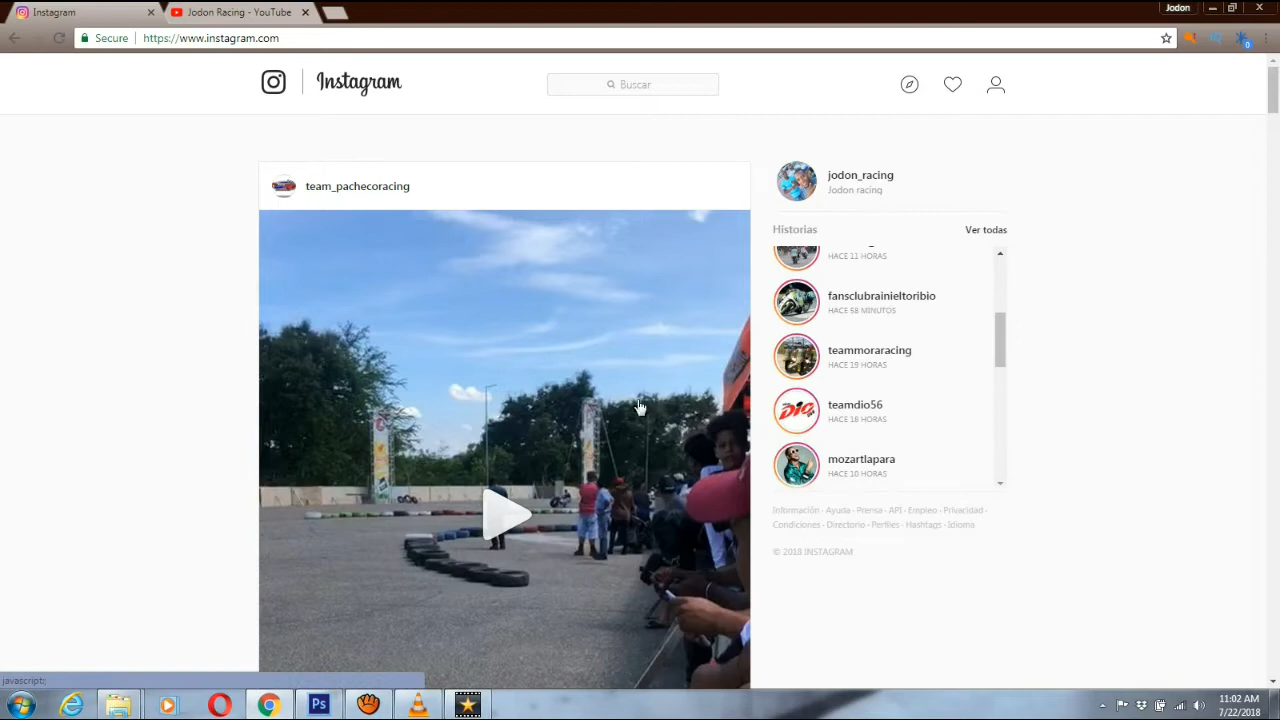 Instagram
Jodon Racing - YouTube
Jodon
Secure
https://www.instagram.com
0
Instagram
Buscar
team_pachecoracing
jodon_racing
Jodon racing
Historias
Ver todas
HACE 11 HORAS
fansclubrainieltoribio
HACE 58 MINUTOS
teammoraracing
HACE 19 HORAS
teamdio56
HACE 18 HORAS
DIO
mozartlapara
HACE 10 HORAS
Información · Ayuda · Prensa · API · Empleo · Privacidad ·
Condiciones · Directorio · Perfiles · Hashtags · Idioma
© 2018 INSTAGRAM
javascript:;
Ps
11:02 AM
7/22/2018